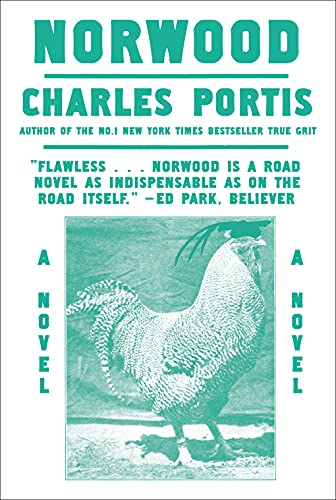 NORWOOD
CHARLES PORTIS
AUTHOR OF THE NO.1 NEW YORK TIMES BESTSELLER TRUE GRIT
"FLAWLESS . . . NORWOOD IS A ROAD
NOVEL AS INDISPENSABLE AS ON THE
ROAD ITSELF." —ED PARK, BELIEVER
A NOVEL
A NOVEL